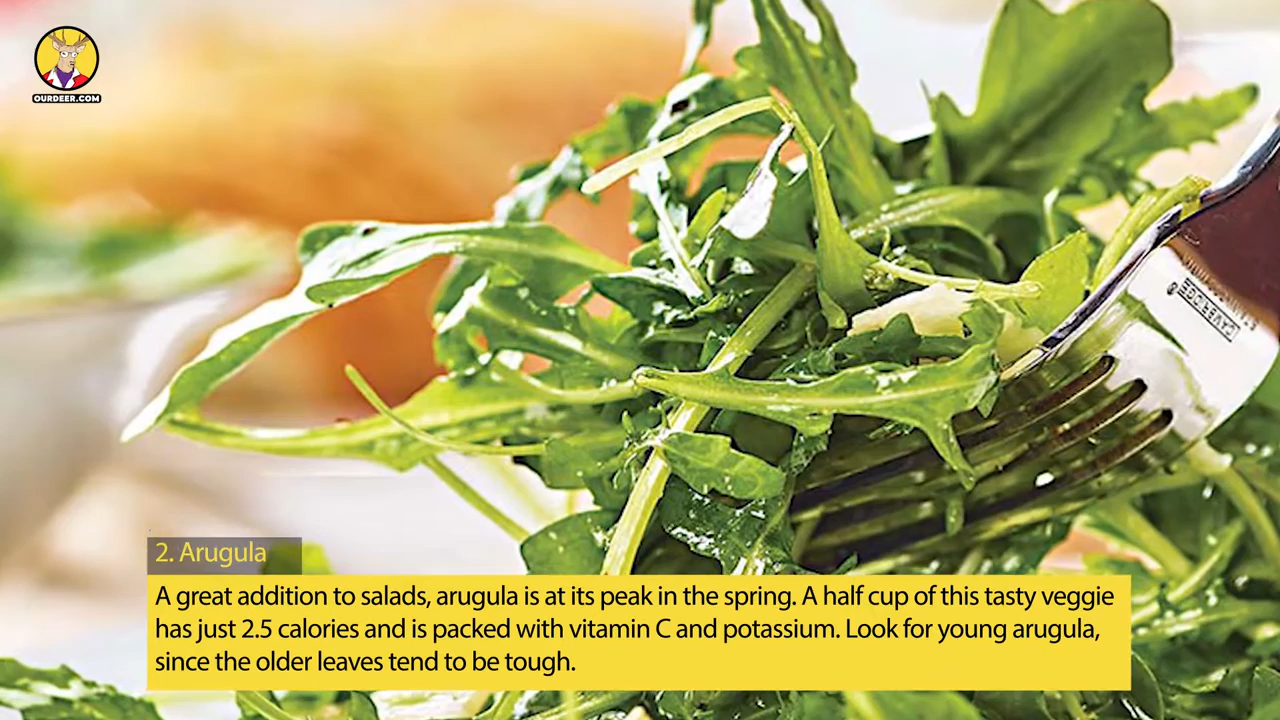 OURDEER.COM
CAMBRIDGE
2. Arugula
A great addition to salads, arugula is at its peak in the spring. A half cup of this tasty veggie
has just 2.5 calories and is packed with vitamin C and potassium. Look for young arugula,
since the older leaves tend to be tough.